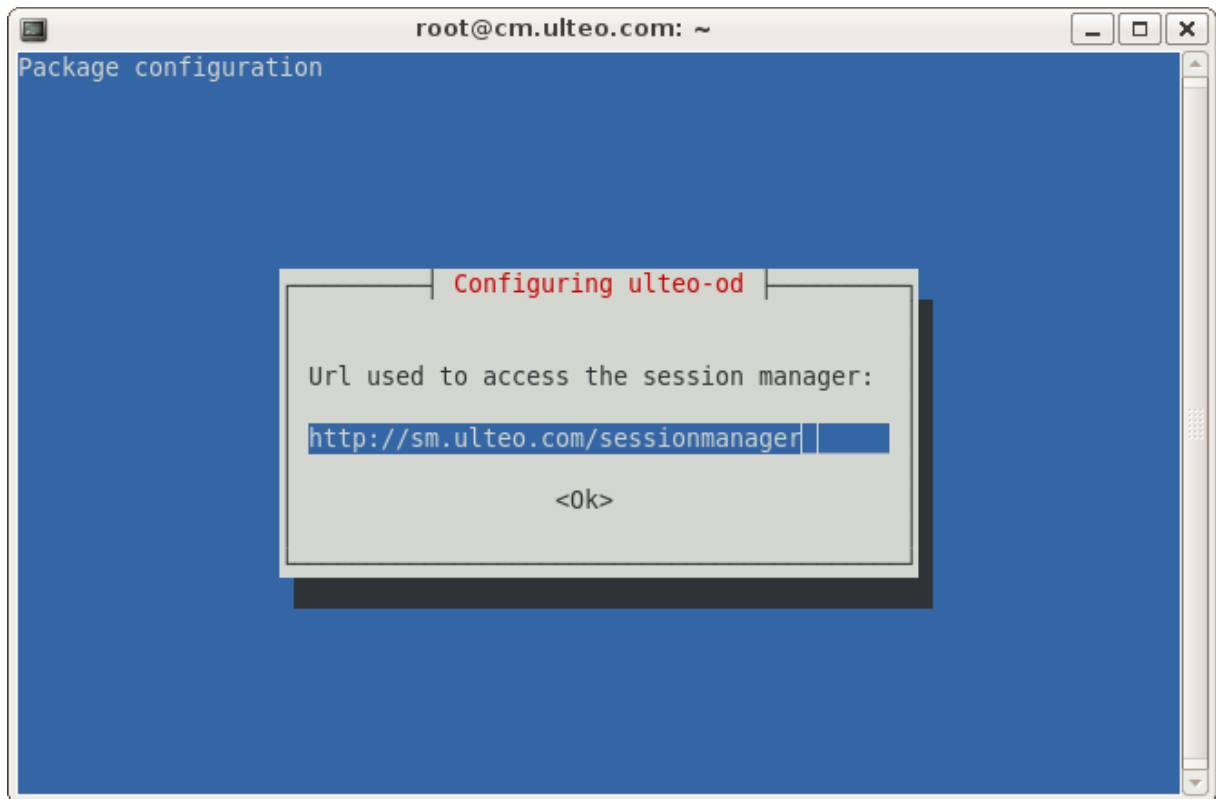 root@cm.ulteo.com: ~
Package configuration
Configuring ulteo-od
Url used to access the session manager:
http://sm.ulteo.com/sessionmanager
<Ok>